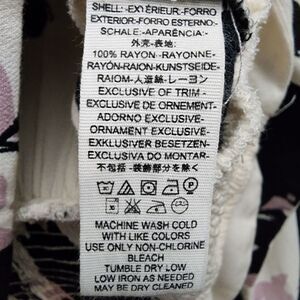 SHELL:-EXTÉRIEUR:-FORRO
EXTERIOR:-FORRO ESTERNO-
SCHALE:-APARÊNCIA:-
外壳:-表地:
100% RAYON-RAYONNE-
RAYÓN-RAION-KUNSTSEIDE-
RAIOM-人造絲-レーヨン
EXCLUSIVE OF TRIM -
EXCLUSIVE DE ORNEMENT-
ADORNO EXCLUSIVO-
ORNAMENT EXCLUSIVE
EXKLUSIVER BESETZEN-
EXCLUSIVA DO MONTAR-
不包括 -装飾部分を除く
MACHINE WASH COLD
WITH LIKE COLORS
USE ONLY NON-CHLORINE
BLEACH
TUMBLE DRY LOW
LOW IRON AS NEEDED
MAY BE DRY CLEANED